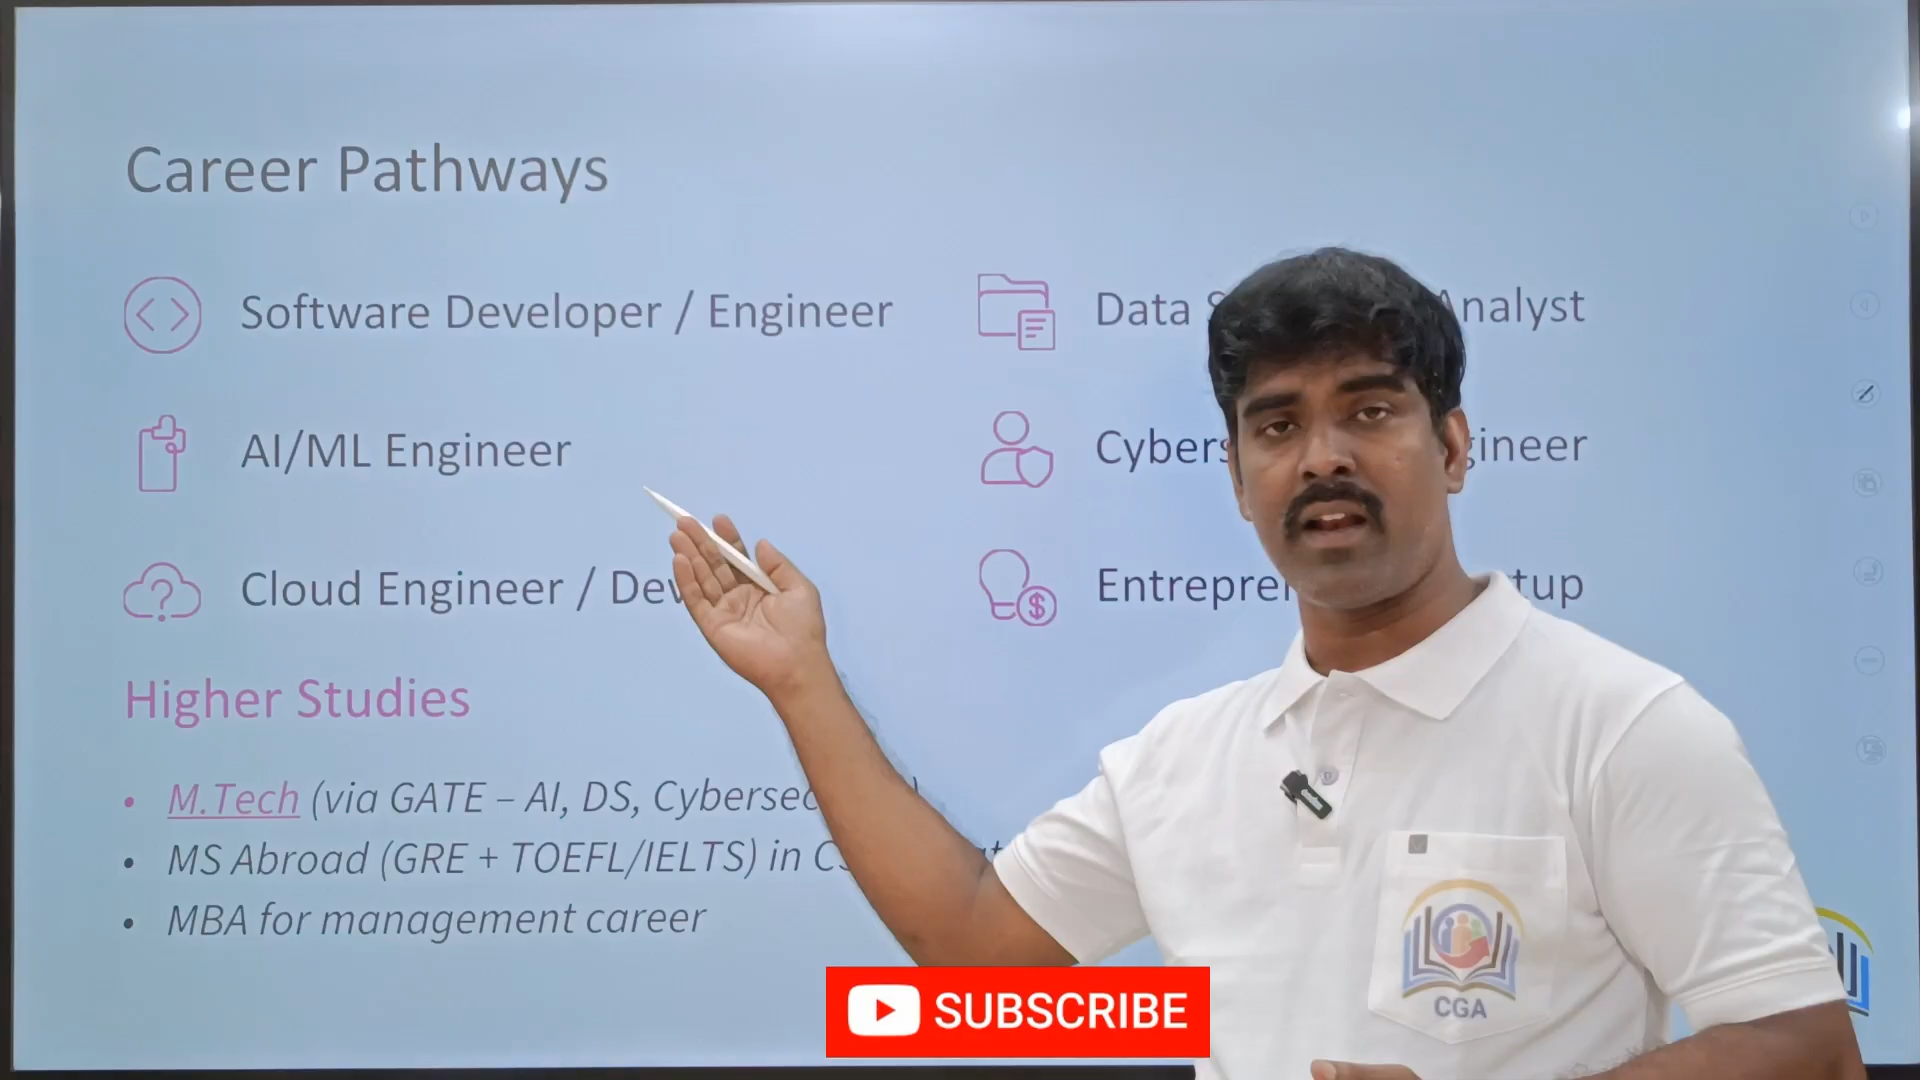 Career Pathways
Software Developer / Engineer
Data Analyst
AI/ML Engineer
Cybers gineer
Cloud Engineer / Dev
Entrepre tup
Higher Studies
• M.Tech (via GATE – AI, DS, Cybersec )
• MS Abroad (GRE + TOEFL/IELTS) in CS
• MBA for management career
SUBSCRIBE
CGA